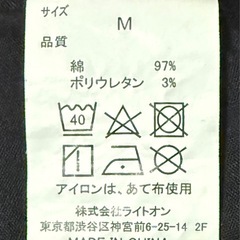 サイズ
M
品質
綿 97%
ポリウレタン 3%
40
アイロンは、あて布使用
株式会社ライトオン
東京都渋谷区神宮前6-25-14 2F
MADE IN CHINA